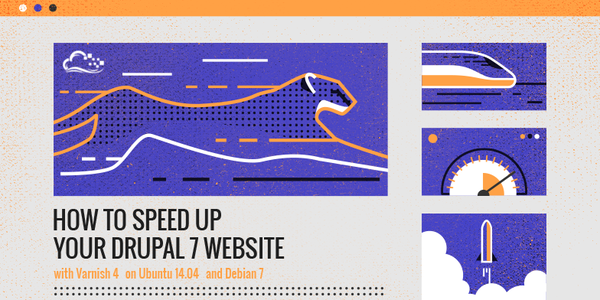 HOW TO SPEED UP
YOUR DRUPAL 7 WEBSITE
with Varnish 4 on Ubuntu 14.04 and Debian 7